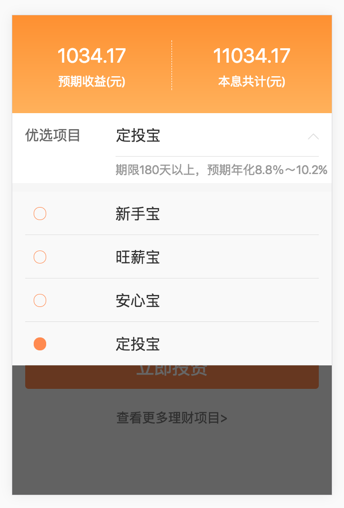 1034.17 11034.17
预期收益(元) 本息共计(元)
优选项目 定投宝
期限180天以上，预期年化8.8%～10.2%
新手宝
旺薪宝
安心宝
定投宝
立即投资
查看更多理财项目>